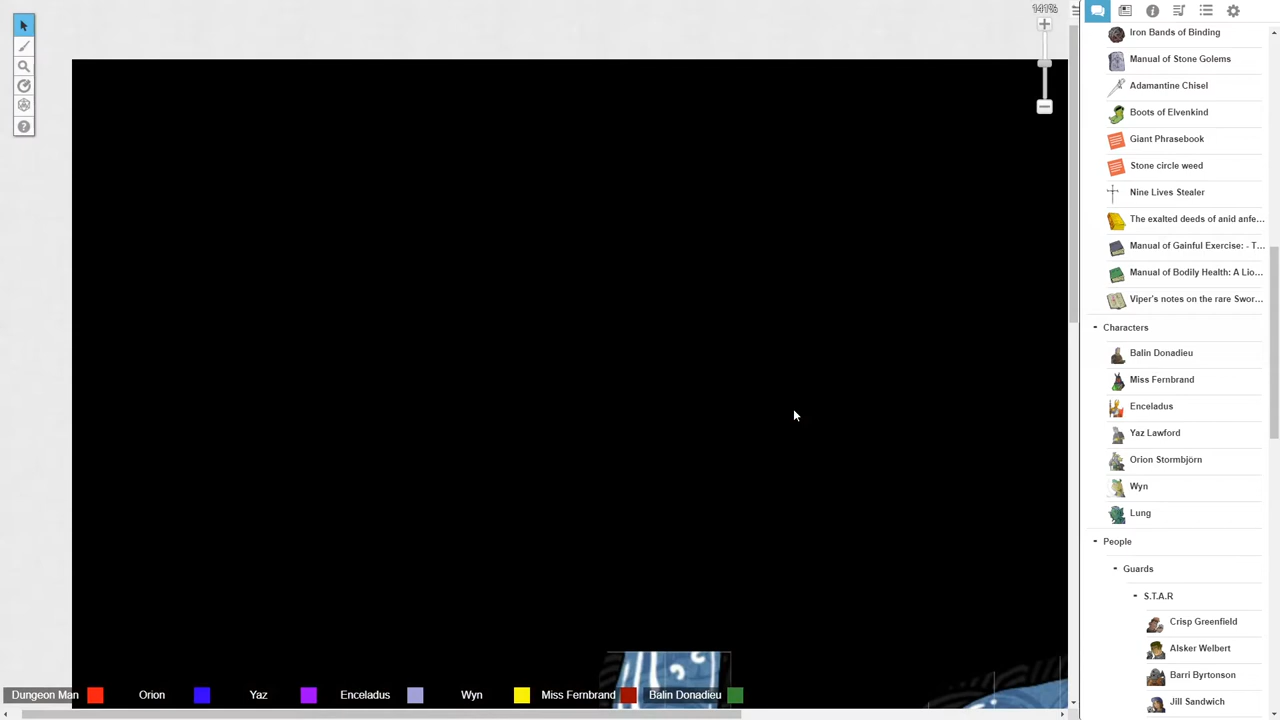 141%
Iron Bands of Binding
Manual of Stone Golems
Adamantine Chisel
Boots of Elvenkind
Giant Phrasebook
Stone circle weed
Nine Lives Stealer
The exalted deeds of anid anfe...
Manual of Gainful Exercise: - T...
Manual of Bodily Health: A Lio...
Viper's notes on the rare Swor...
Characters
Balin Donadieu
Miss Fernbrand
Enceladus
Yaz Lawford
Orion Stormbjörn
Wyn
Lung
People
Guards
S.T.A.R
Crisp Greenfield
Alsker Welbert
Barri Byrtonson
Jill Sandwich
Dungeon Man Orion Yaz Enceladus Wyn Miss Fernbrand Balin Donadieu